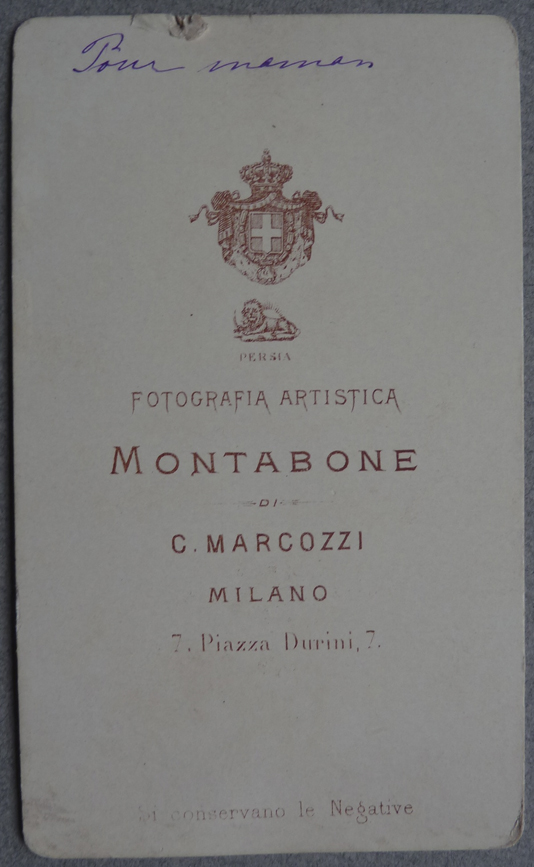 Pour maman
PERSIA
FOTOGRAFIA ARTISTICA
MONTABONE
DI
C. MARCOZZI
MILANO
7. Piazza Durini, 7.
Si conservano le Negative